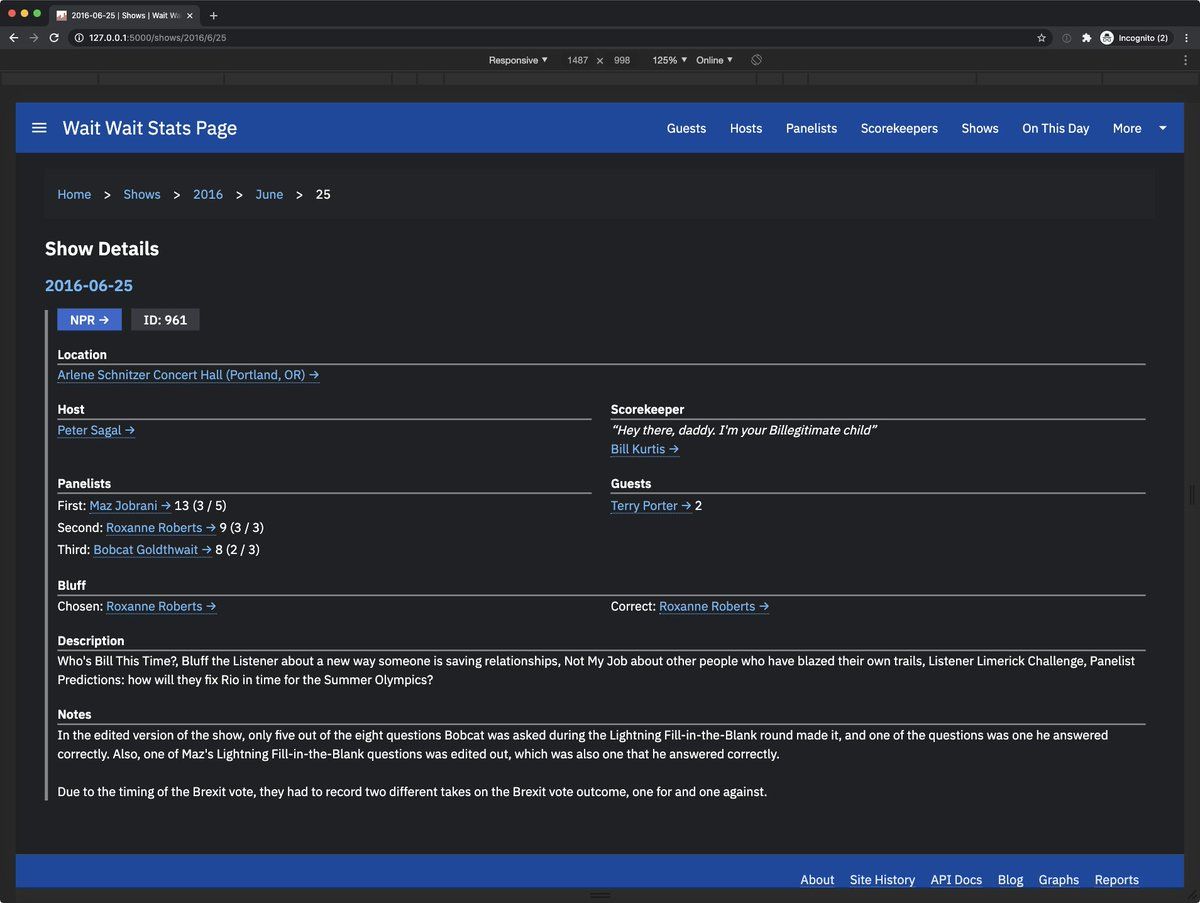 2016-06-25 | Shows | Wait Wa
127.0.0.1:5000/shows/2016/6/25
Incognito (2)
Responsive ▼ 1487 × 998 125% ▼ Online ▼
Wait Wait Stats Page
Guests Hosts Panelists Scorekeepers Shows On This Day More
Home > Shows > 2016 > June > 25
Show Details
2016-06-25
NPR → ID: 961
Location
Arlene Schnitzer Concert Hall (Portland, OR) →
Host
Peter Sagal →
Scorekeeper
“Hey there, daddy. I'm your Billegitimate child”
Bill Kurtis →
Panelists
First: Maz Jobrani → 13 (3 / 5)
Second: Roxanne Roberts → 9 (3 / 3)
Third: Bobcat Goldthwait → 8 (2 / 3)
Guests
Terry Porter → 2
Bluff
Chosen: Roxanne Roberts →
Correct: Roxanne Roberts →
Description
Who's Bill This Time?, Bluff the Listener about a new way someone is saving relationships, Not My Job about other people who have blazed their own trails, Listener Limerick Challenge, Panelist
Predictions: how will they fix Rio in time for the Summer Olympics?
Notes
In the edited version of the show, only five out of the eight questions Bobcat was asked during the Lightning Fill-in-the-Blank round made it, and one of the questions was one he answered
correctly. Also, one of Maz's Lightning Fill-in-the-Blank questions was edited out, which was also one that he answered correctly.
Due to the timing of the Brexit vote, they had to record two different takes on the Brexit vote outcome, one for and one against.
About Site History API Docs Blog Graphs Reports